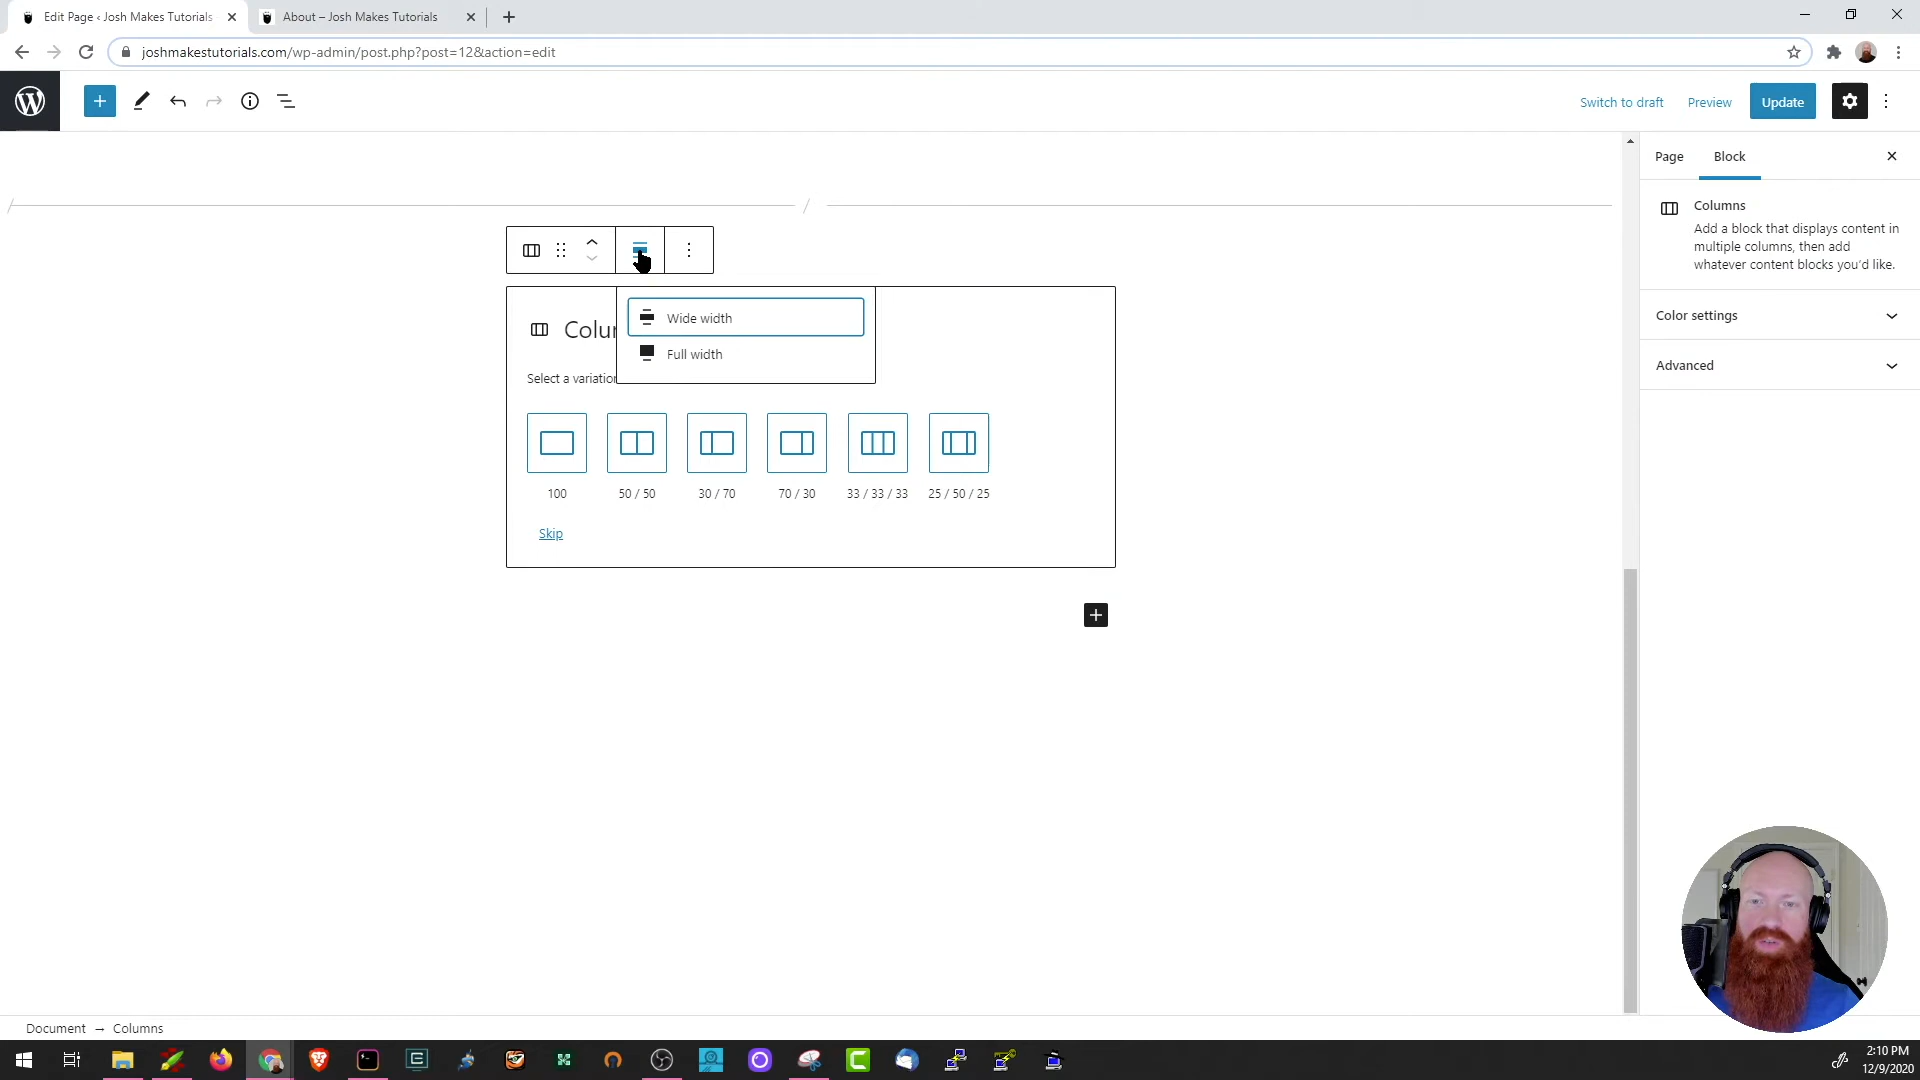 Edit Page ‹ Josh Makes Tutorials
About – Josh Makes Tutorials
joshmakestutorials.com/wp-admin/post.php?post=12&action=edit
Switch to draft
Preview
Update
Page
Block
Columns
Add a block that displays content in
multiple columns, then add
whatever content blocks you'd like.
Color settings
Advanced
Wide width
Full width
Select a variation
100
50 / 50
30 / 70
70 / 30
33 / 33 / 33
25 / 50 / 25
Skip
Document → Columns
2:10 PM
12/9/2020